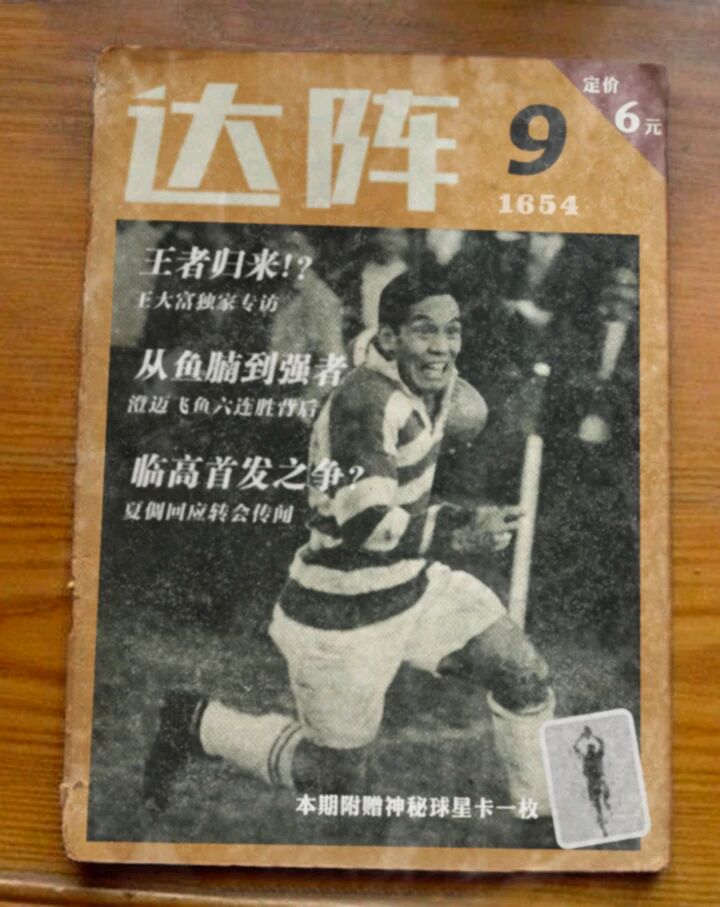 达阵
9
1654
定价
6元
王者归来!?
王大富独家专访
从鱼腩到强者
澄迈飞鱼六连胜背后
临高首发之争?
夏倜回应转会传闻
本期附赠神秘球星卡一枚